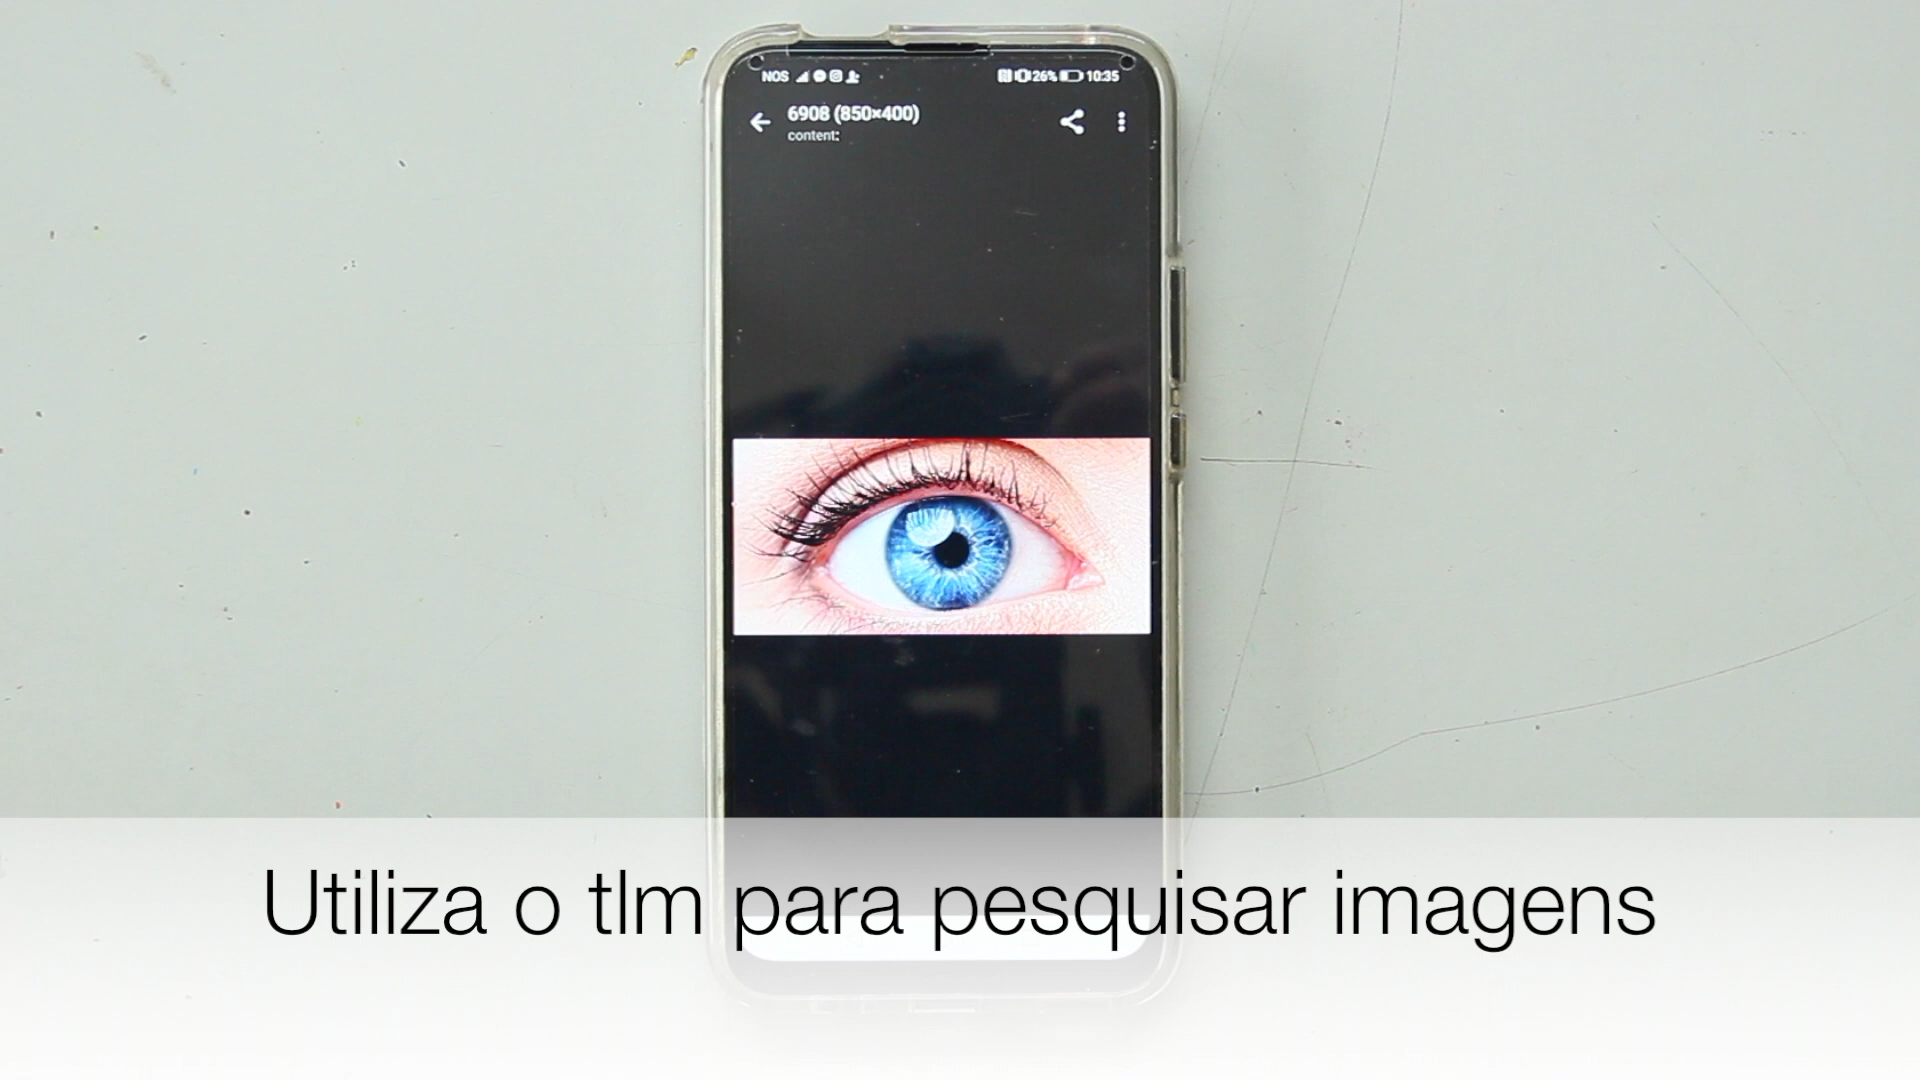 NOS 26% 10:35
6908 (850×400)
content:
Utiliza o tlm para pesquisar imagens